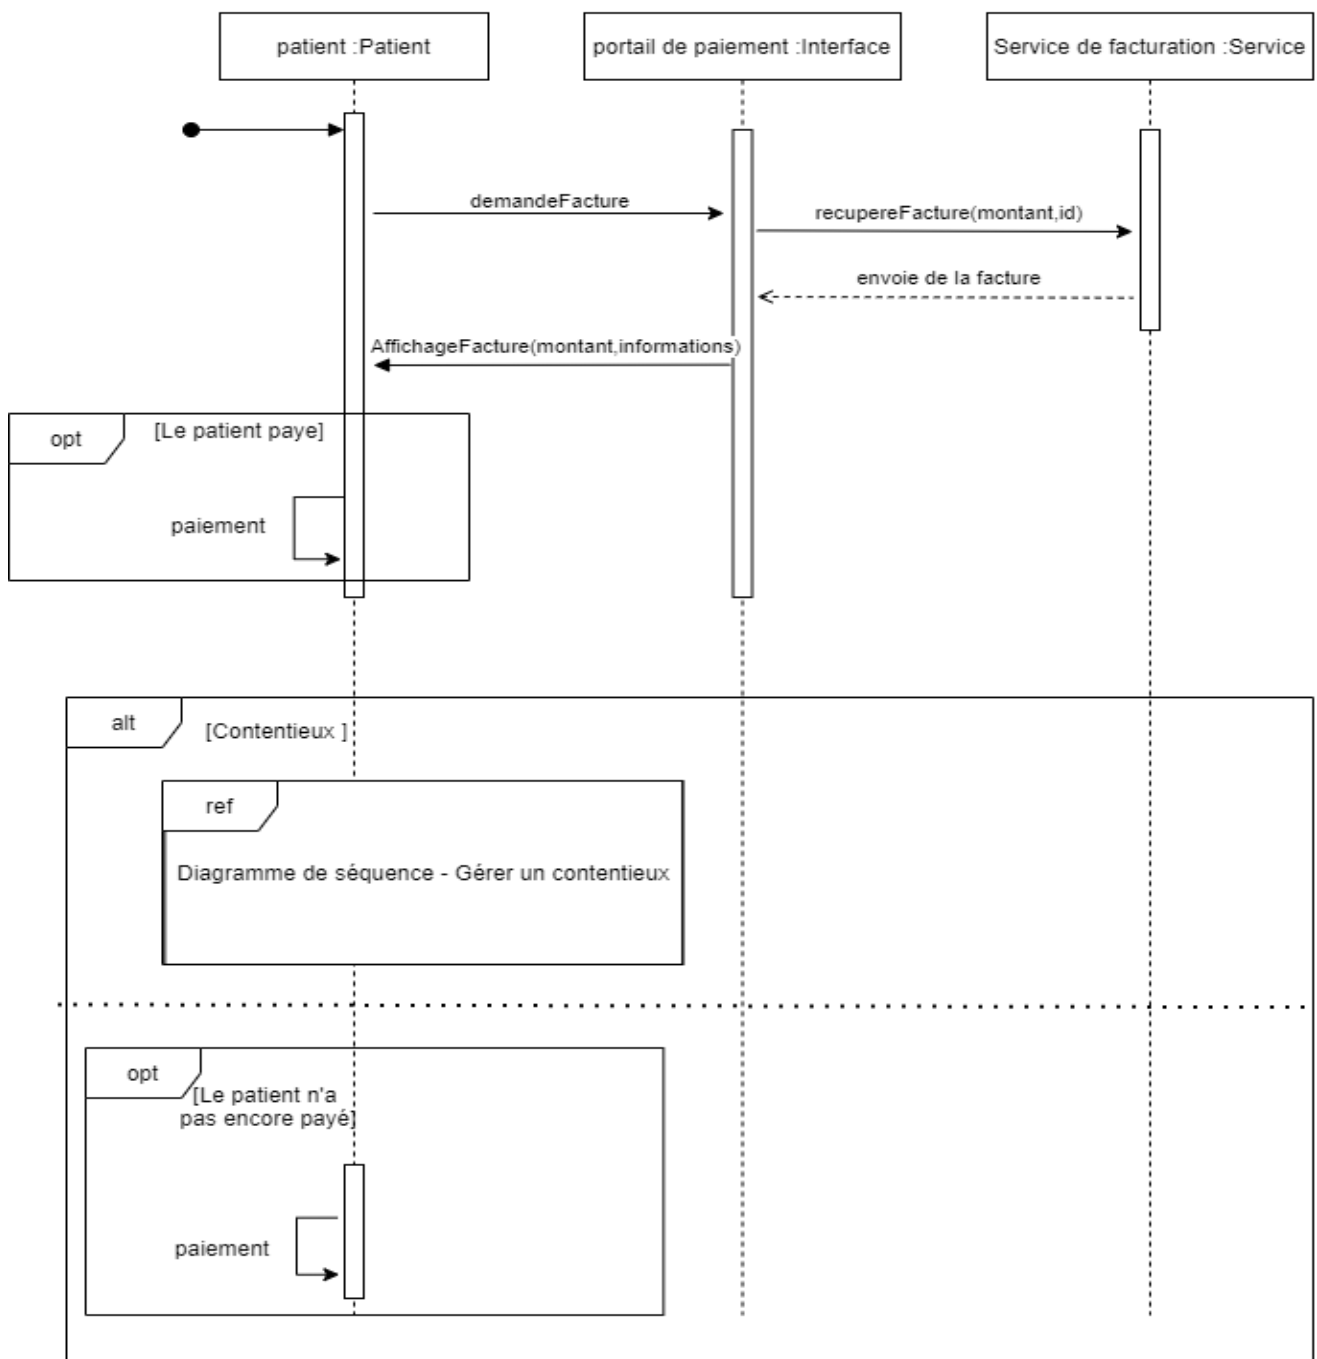 patient :Patient
portail de paiement :Interface
Service de facturation :Service
demandeFacture
recupereFacture(montant,id)
envoie de la facture
AffichageFacture(montant,informations)
opt
[Le patient paye]
paiement
alt
[Contentieux ]
ref
Diagramme de séquence - Gérer un contentieux
opt
[Le patient n'a
pas encore payé]
paiement